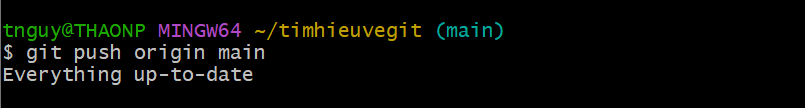 tnguy@THAONP MINGW64 ~/timhieuvegit (main)
$ git push origin main
Everything up-to-date